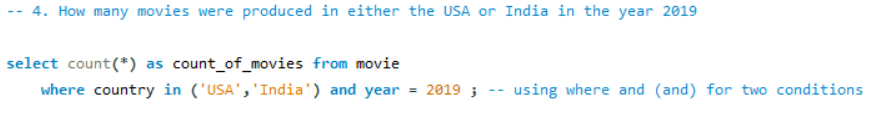 -- 4. How many movies were produced in either the USA or India in the year 2019
select count(*) as count_of_movies from movie
where country in ('USA','India') and year = 2019 ; -- using where and (and) for two conditions